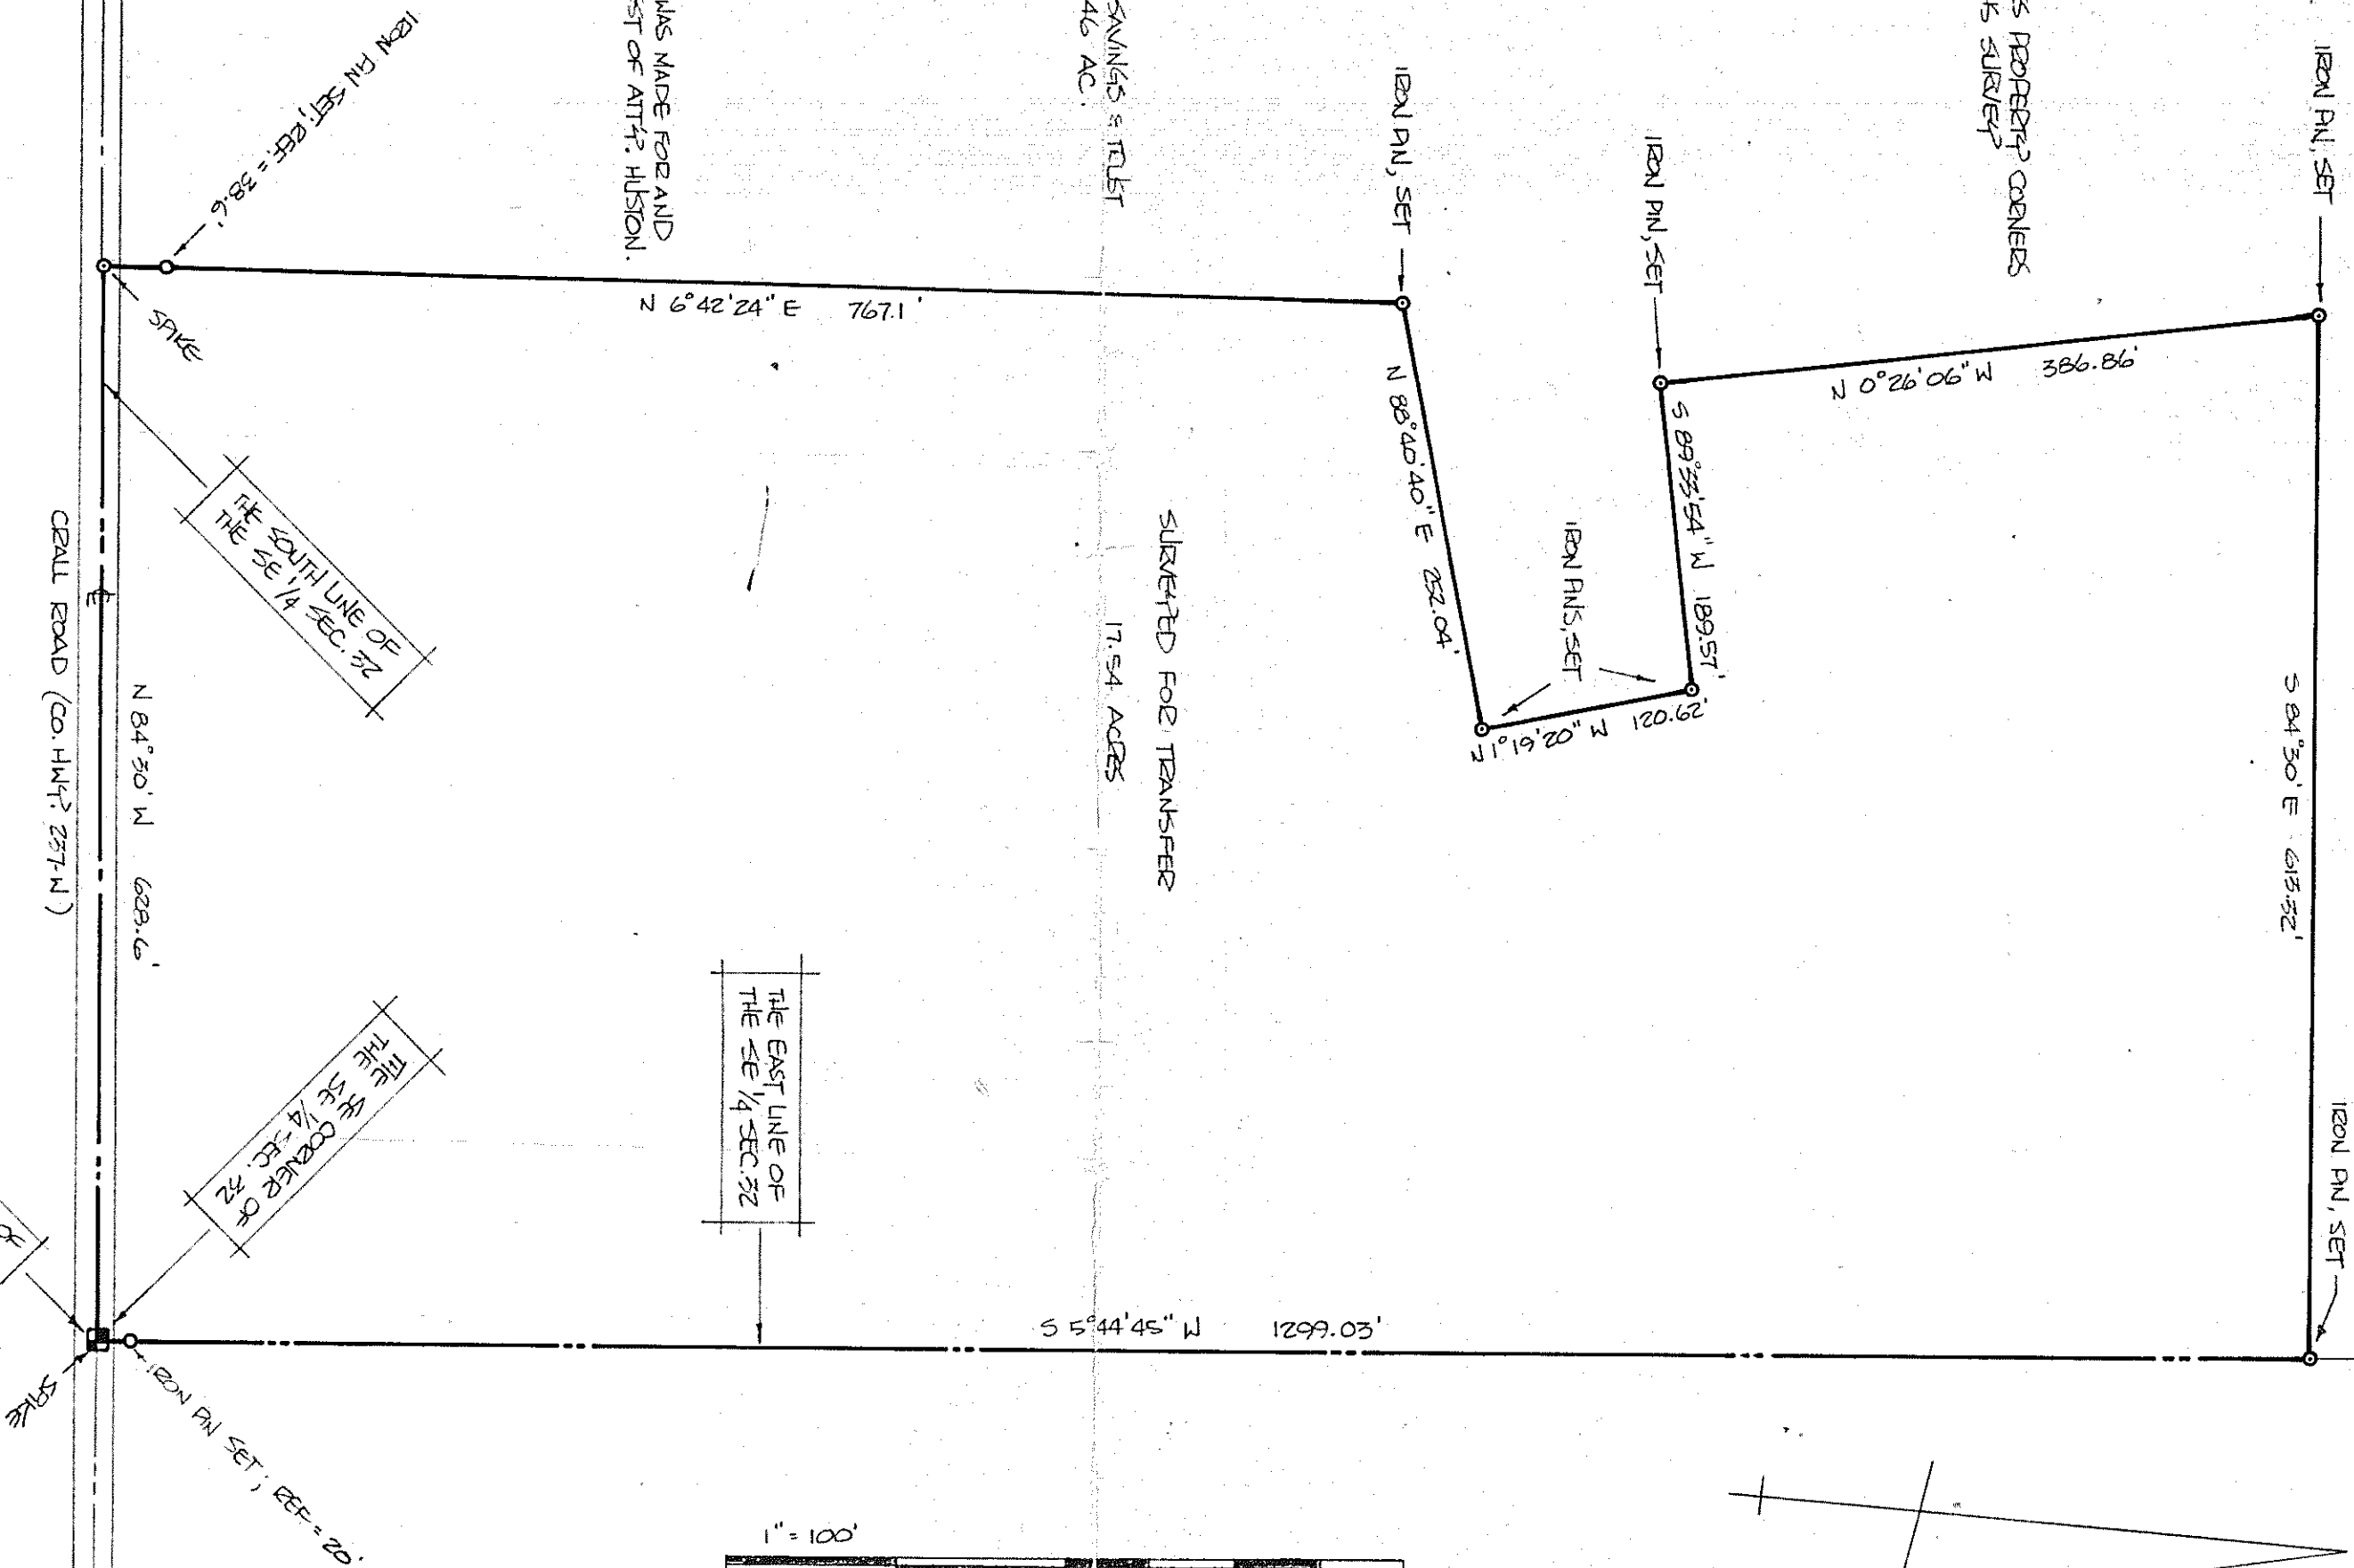 IRON PIN SET; REF = 38.6'
WAS MADE FOR AND
ST OF ATT'Y. HUSTON.
SAVINGS & TRUST
46 AC.
IRON PIN, SET
IRON PIN, SET
S PROPERTY CORNERS
IS SURVEY
IRON PIN, SET
SPIKE
N 6°42'24" E 767.1'
N 88°40'40" E 252.04'
S 89°33'54" W 189.57'
N 0°26'06" W 386.86'
IRON PINS, SET
N 1°19'20" W 120.62'
THE SOUTH LINE OF
THE SE 1/4 SEC. 32
SURVEYED FOR TRANSFER
17.54 ACRES
S 84°30' E 613.32'
CRALL ROAD (CO. HWY. 237-N)
N 84°30' W 628.6'
THE SE CORNER OF
THE SE 1/4 SEC. 32
THE EAST LINE OF
THE SE 1/4 SEC. 32
IRON PIN, SET
OF
S 5°44'45" W 1299.03'
SPIKE
IRON PIN SET; REF = 20'
1" = 100'